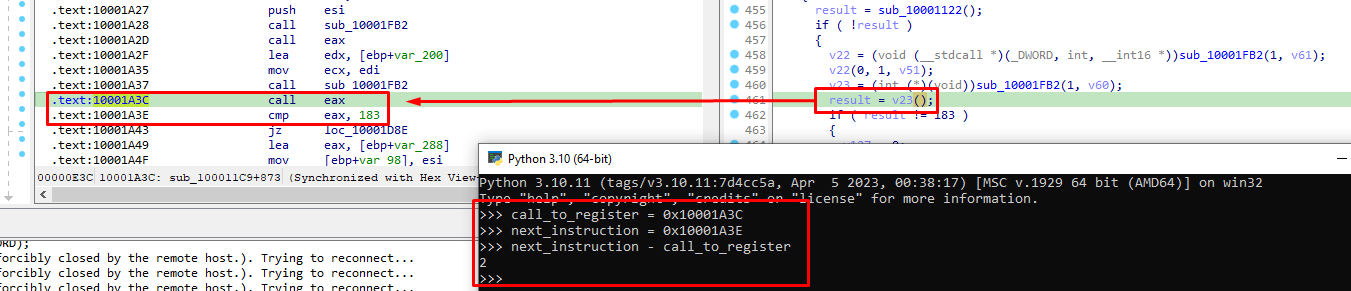 .text:10001A27 push esi
.text:10001A28 call sub_10001FB2
.text:10001A2D call eax
.text:10001A2F lea edx, [ebp+var_200]
.text:10001A35 mov ecx, edi
.text:10001A37 call sub_10001FB2
.text:10001A3C call eax
.text:10001A3E cmp eax, 183
.text:10001A43 jz loc_10001D8E
.text:10001A49 lea eax, [ebp+var_288]
.text:10001A4F mov [ebp+var_98], esi
00000E3C 10001A3C: sub_100011C9+873 (Synchronized with Hex View
455 result = sub_10001122();
456 if ( !result )
457 {
458 v22 = (void (__stdcall *)(_DWORD, int, __int16 *))sub_10001FB2(1, v61);
459 v22(0, 1, v51);
460 v23 = (int (*)(void))sub_10001FB2(1, v60);
461 result = v23();
462 if ( result != 183 )
463 {
464
Python 3.10 (64-bit)
Python 3.10.11 (tags/v3.10.11:7d4cc5a, Apr 5 2023, 00:38:17) [MSC v.1929 64 bit (AMD64)] on win32
Type "help", "copyright", "credits" or "license" for more information.
>>> call_to_register = 0x10001A3C
>>> next_instruction = 0x10001A3E
>>> next_instruction - call_to_register
2
>>>
ORD);
forcibly closed by the remote host.). Trying to reconnect...
forcibly closed by the remote host.). Trying to reconnect...
forcibly closed by the remote host.). Trying to reconnect...